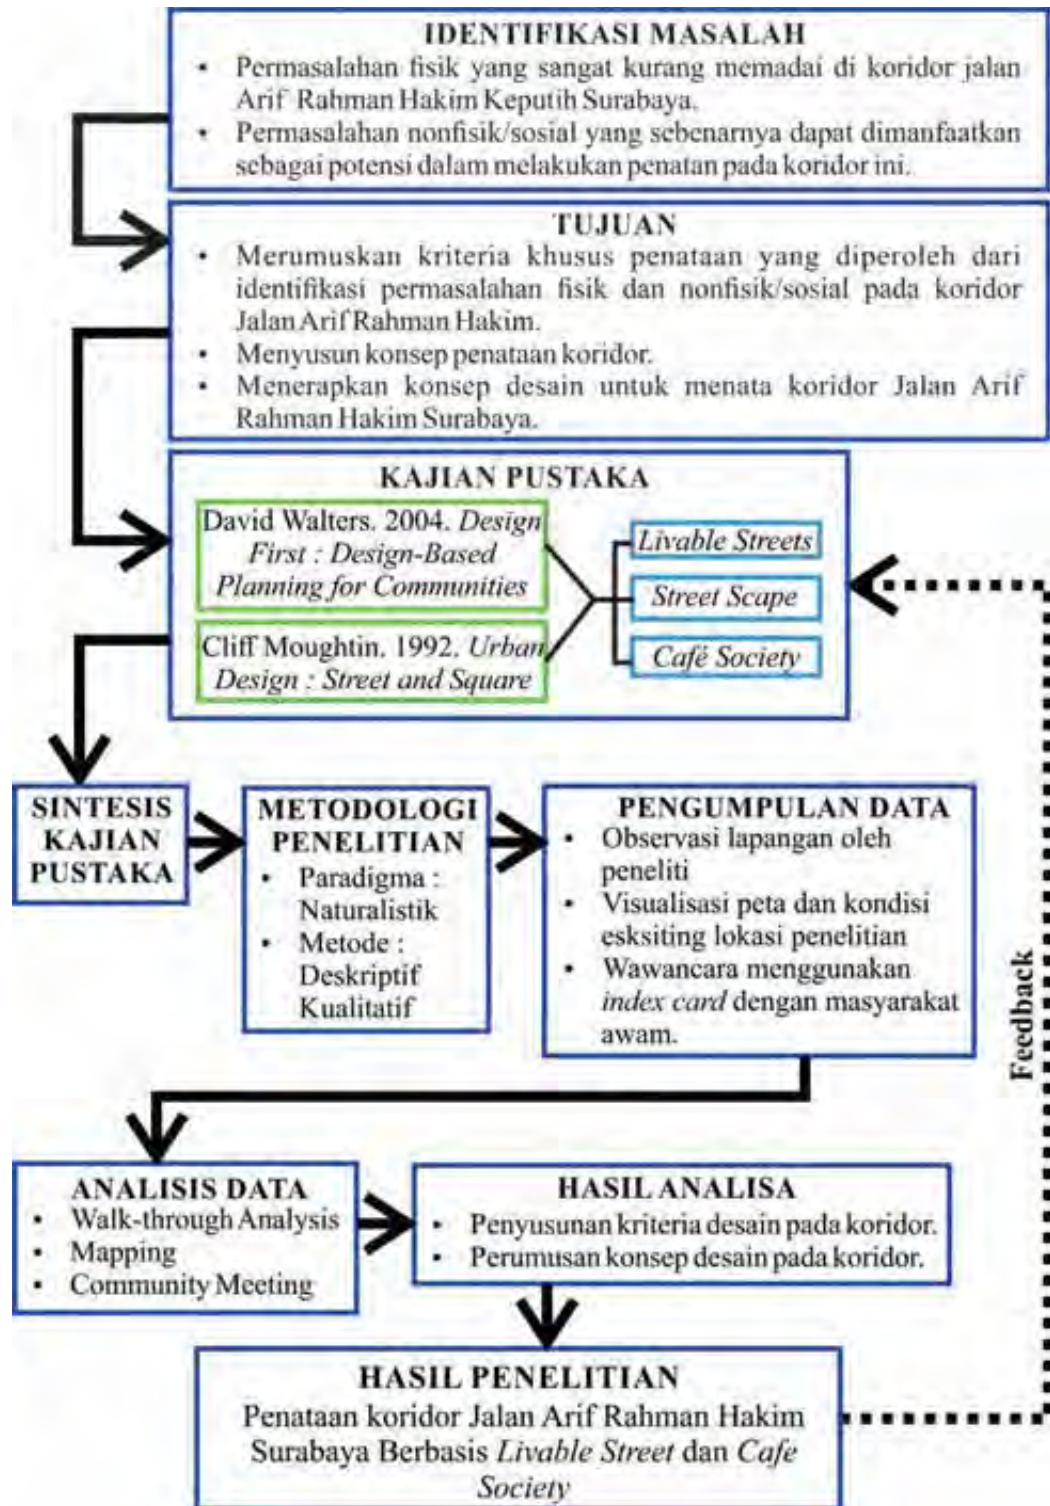 IDENTIFIKASI MASALAH
• Permasalahan fisik yang sangat kurang memadai di koridor jalan
Arif Rahman Hakim Keputih Surabaya.
• Permasalahan nonfisik/sosial yang sebenarnya dapat dimanfaatkan
sebagai potensi dalam melakukan penatan pada koridor ini.
TUJUAN
• Merumuskan kriteria khusus penataan yang diperoleh dari
identifikasi permasalahan fisik dan nonfisik/sosial pada koridor
Jalan Arif Rahman Hakim.
• Menyusun konsep penataan koridor.
• Menerapkan konsep desain untuk menata koridor Jalan Arif
Rahman Hakim Surabaya.
KAJIAN PUSTAKA
David Walters. 2004. Design
First : Design-Based
Planning for Communities
Cliff Moughtin. 1992. Urban
Design : Street and Square
Livable Streets
Street Scape
Café Society
SINTESIS
KAJIAN
PUSTAKA
METODOLOGI
PENELITIAN
• Paradigma :
Naturalistik
• Metode :
Deskriptif
Kualitatif
PENGUMPULAN DATA
• Observasi lapangan oleh
peneliti
• Visualisasi peta dan kondisi
esksiting lokasi penelitian
• Wawancara menggunakan
index card dengan masyarakat
awam.
Feedback
ANALISIS DATA
• Walk-through Analysis
• Mapping
• Community Meeting
HASIL ANALISA
• Penyusunan kriteria desain pada koridor.
• Perumusan konsep desain pada koridor.
HASIL PENELITIAN
Penataan koridor Jalan Arif Rahman Hakim
Surabaya Berbasis Livable Street dan Cafe
Society